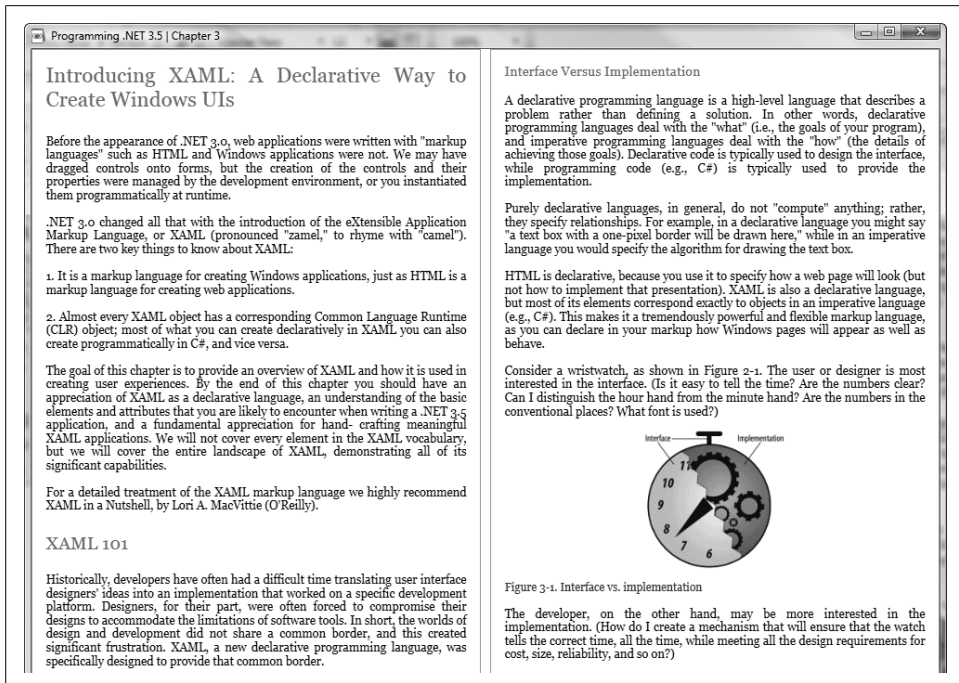 Programming .NET 3.5 | Chapter 3
Introducing XAML: A Declarative Way to
Create Windows UIs
Before the appearance of .NET 3.0, web applications were written with "markup
languages" such as HTML and Windows applications were not. We may have
dragged controls onto forms, but the creation of the controls and their
properties were managed by the development environment, or you instantiated
them programmatically at runtime.
.NET 3.0 changed all that with the introduction of the eXtensible Application
Markup Language, or XAML (pronounced "zamel," to rhyme with "camel").
There are two key things to know about XAML:
1. It is a markup language for creating Windows applications, just as HTML is a
markup language for creating web applications.
2. Almost every XAML object has a corresponding Common Language Runtime
(CLR) object; most of what you can create declaratively in XAML you can also
create programmatically in C#, and vice versa.
The goal of this chapter is to provide an overview of XAML and how it is used in
creating user experiences. By the end of this chapter you should have an
appreciation of XAML as a declarative language, an understanding of the basic
elements and attributes that you are likely to encounter when writing a .NET 3.5
application, and a fundamental appreciation for hand- crafting meaningful
XAML applications. We will not cover every element in the XAML vocabulary,
but we will cover the entire landscape of XAML, demonstrating all of its
significant capabilities.
For a detailed treatment of the XAML markup language we highly recommend
XAML in a Nutshell, by Lori A. MacVittie (O'Reilly).
XAML 101
Historically, developers have often had a difficult time translating user interface
designers' ideas into an implementation that worked on a specific development
platform. Designers, for their part, were often forced to compromise their
designs to accommodate the limitations of software tools. In short, the worlds of
design and development did not share a common border, and this created
significant frustration. XAML, a new declarative programming language, was
specifically designed to provide that common border.
Interface Versus Implementation
A declarative programming language is a high-level language that describes a
problem rather than defining a solution. In other words, declarative
programming languages deal with the "what" (i.e., the goals of your program),
and imperative programming languages deal with the "how" (the details of
achieving those goals). Declarative code is typically used to design the interface,
while programming code (e.g., C#) is typically used to provide the
implementation.
Purely declarative languages, in general, do not "compute" anything; rather,
they specify relationships. For example, in a declarative language you might say
"a text box with a one-pixel border will be drawn here," while in an imperative
language you would specify the algorithm for drawing the text box.
HTML is declarative, because you use it to specify how a web page will look (but
not how to implement that presentation). XAML is also a declarative language,
but most of its elements correspond exactly to objects in an imperative language
(e.g., C#). This makes it a tremendously powerful and flexible markup language,
as you can declare in your markup how Windows pages will appear as well as
behave.
Consider a wristwatch, as shown in Figure 2-1. The user or designer is most
interested in the interface. (Is it easy to tell the time? Are the numbers clear?
Can I distinguish the hour hand from the minute hand? Are the numbers in the
conventional places? What font is used?)
Interface
Implementation
11
10
9
8
7
6
Figure 3-1. Interface vs. implementation
The developer, on the other hand, may be more interested in the
implementation. (How do I create a mechanism that will ensure that the watch
tells the correct time, all the time, while meeting all the design requirements for
cost, size, reliability, and so on?)